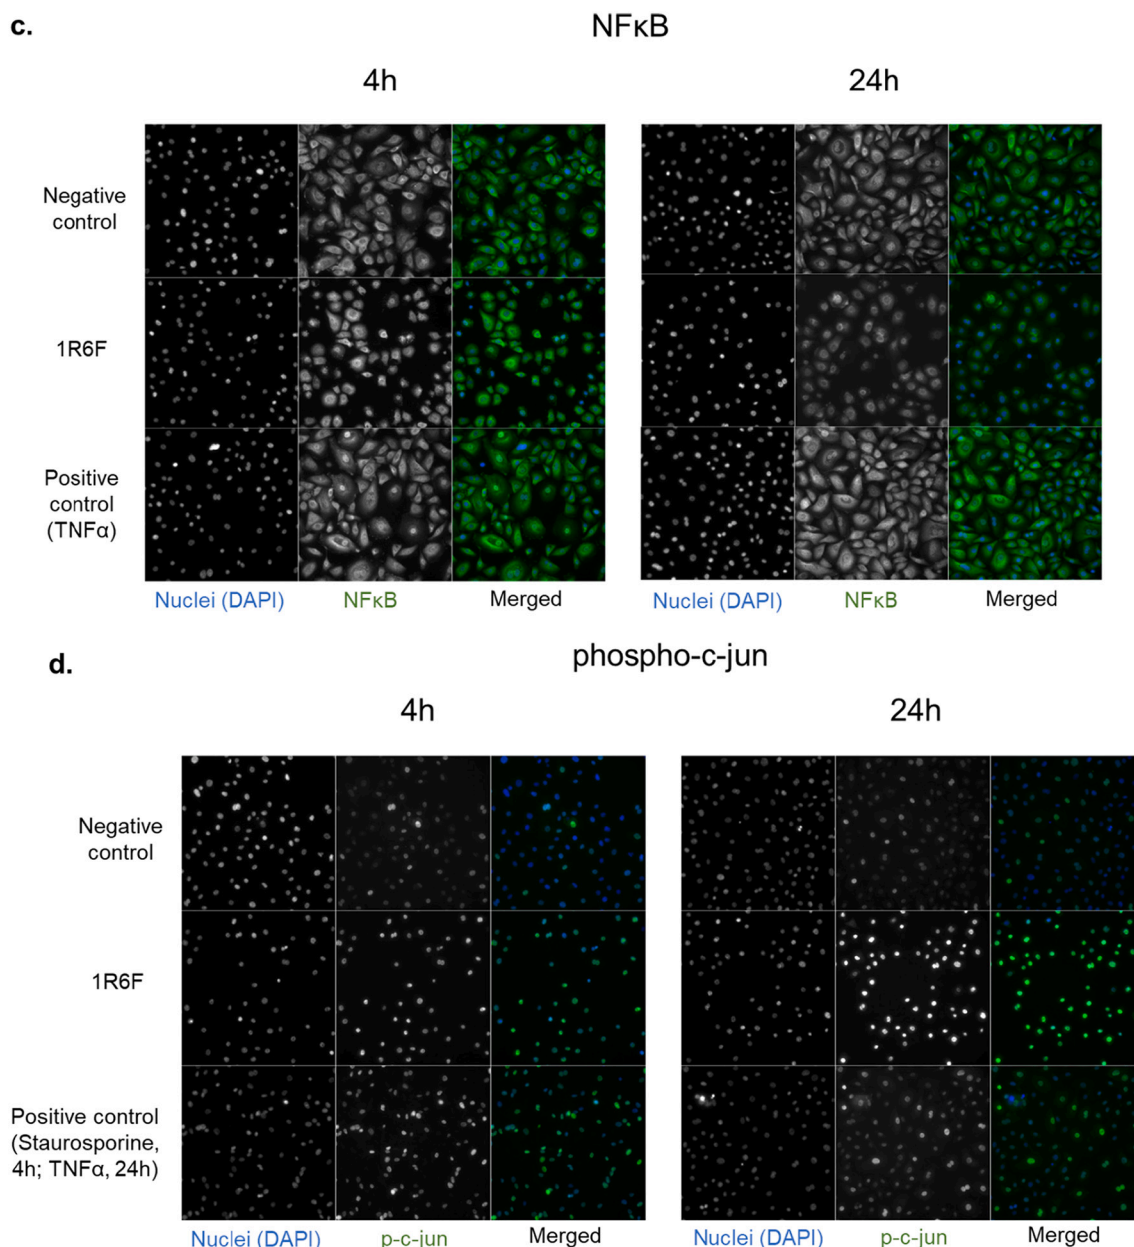 c.
NFκB
4h
24h
Negative
control
1R6F
Positive
control
(TNFα)
Nuclei (DAPI)
NFκB
Merged
Nuclei (DAPI)
NFκB
Merged
d.
phospho-c-jun
4h
24h
Negative
control
1R6F
Positive control
(Staurosporine,
4h; TNFα, 24h)
Nuclei (DAPI)
p-c-jun
Merged
Nuclei (DAPI)
p-c-jun
Merged